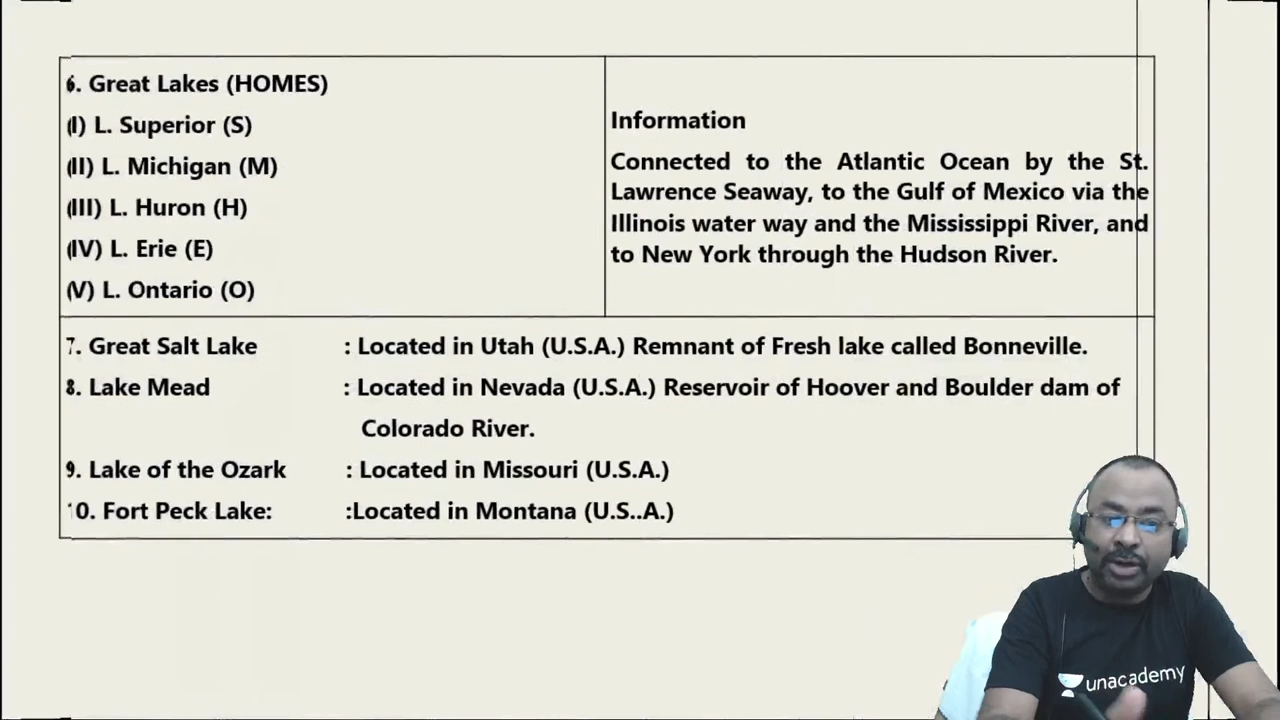 6. Great Lakes (HOMES)
(I) L. Superior (S)
(II) L. Michigan (M)
(III) L. Huron (H)
(IV) L. Erie (E)
(V) L. Ontario (O)
Information
Connected to the Atlantic Ocean by the St.
Lawrence Seaway, to the Gulf of Mexico via the
Illinois water way and the Mississippi River, and
to New York through the Hudson River.
7. Great Salt Lake : Located in Utah (U.S.A.) Remnant of Fresh lake called Bonneville.
8. Lake Mead : Located in Nevada (U.S.A.) Reservoir of Hoover and Boulder dam of
Colorado River.
9. Lake of the Ozark : Located in Missouri (U.S.A.)
10. Fort Peck Lake: :Located in Montana (U.S..A.)
unacademy